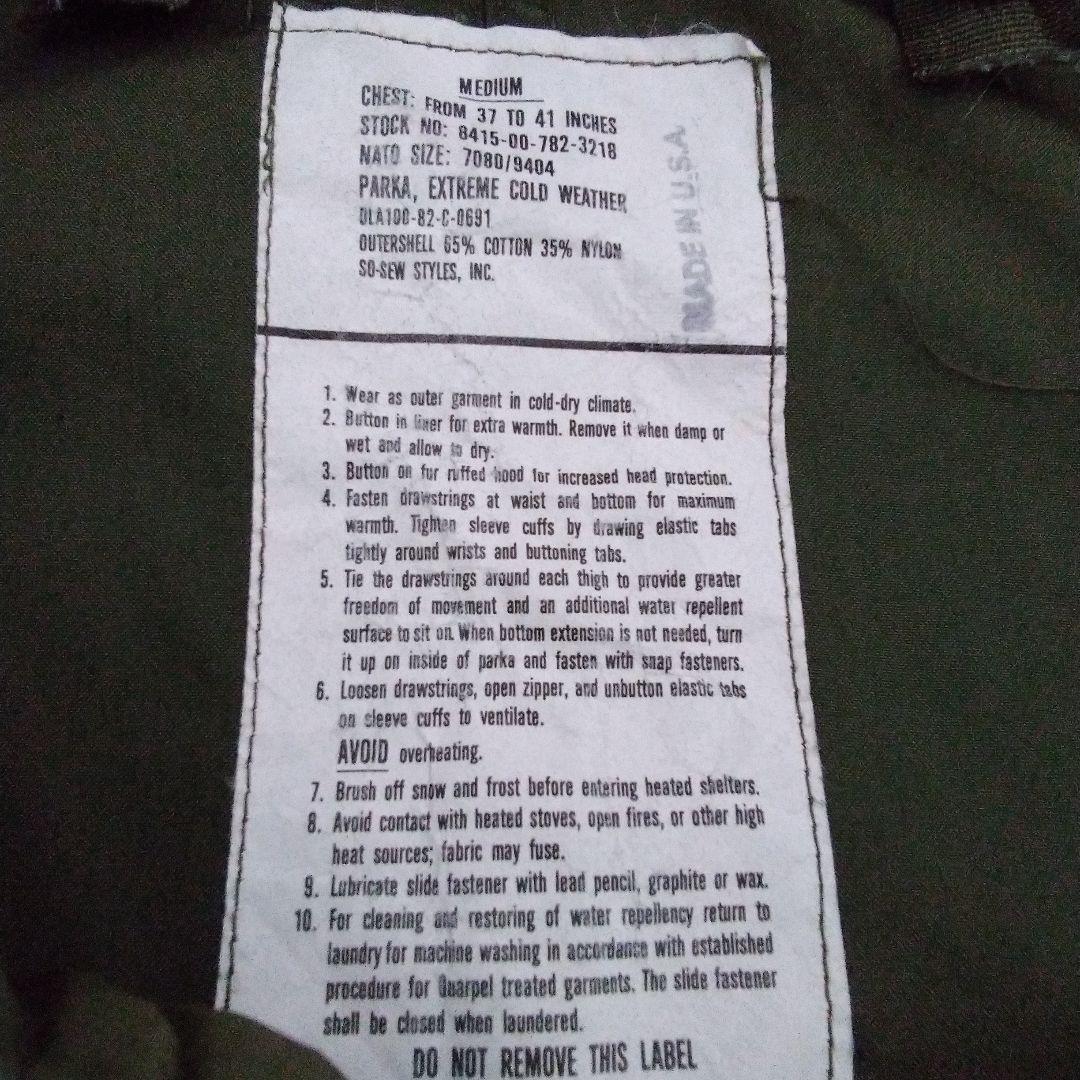 MEDIUM
CHEST: FROM 37 TO 41 INCHES
STOCK NO: 8415-00-782-3218
NATO SIZE: 7080/9404
PARKA, EXTREME COLD WEATHER
DLA100-82-C-0691
OUTERSHELL 65% COTTON 35% NYLON
SO-SEW STYLES, INC.
MADE IN U.S.A
1. Wear as outer garment in cold-dry climate.
2. Button in liner for extra warmth. Remove it when damp or
wet and allow to dry.
3. Button on fur ruffed hood for increased head protection.
4. Fasten drawstrings at waist and bottom for maximum
warmth. Tighten sleeve cuffs by drawing elastic tabs
tightly around wrists and buttoning tabs.
5. Tie the drawstrings around each thigh to provide greater
freedom of movement and an additional water repellent
surface to sit on. When bottom extension is not needed, turn
it up on inside of parka and fasten with snap fasteners.
6. Loosen drawstrings, open zipper, and unbutton elastic tabs
on sleeve cuffs to ventilate.
AVOID overheating.
7. Brush off snow and frost before entering heated shelters.
8. Avoid contact with heated stoves, open fires, or other high
heat sources; fabric may fuse.
9. Lubricate slide fastener with lead pencil, graphite or wax.
10. For cleaning and restoring of water repellency return to
laundry for machine washing in accordance with established
procedure for Quarpel treated garments. The slide fastener
shall be closed when laundered.
DO NOT REMOVE THIS LABEL